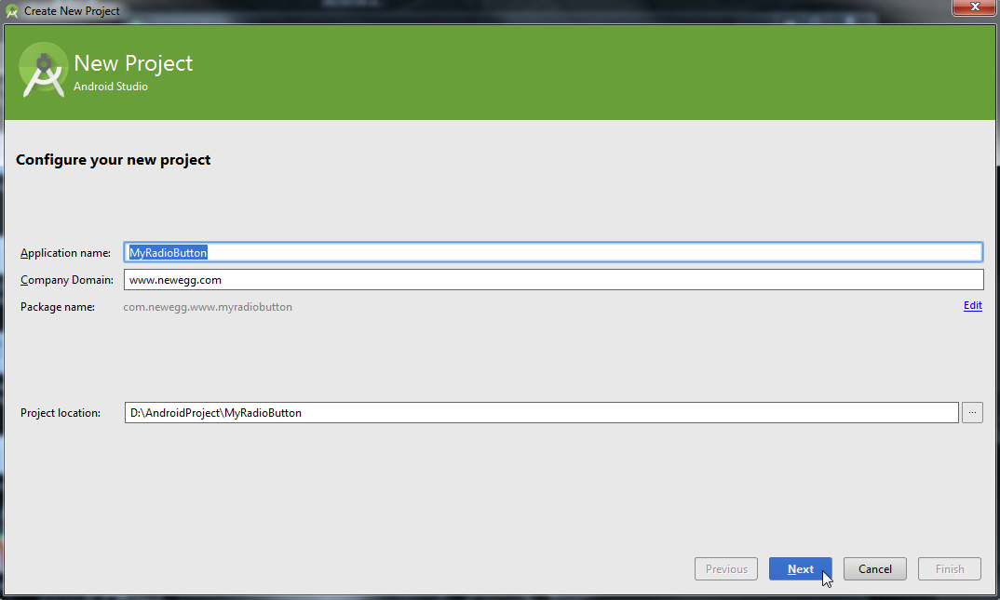 Create New Project
New Project
Android Studio
Configure your new project
Application name: MyRadioButton
Company Domain: www.newegg.com
Package name: com.newegg.www.myradiobutton Edit
Project location: D:\AndroidProject\MyRadioButton ...
Previous Next Cancel Finish